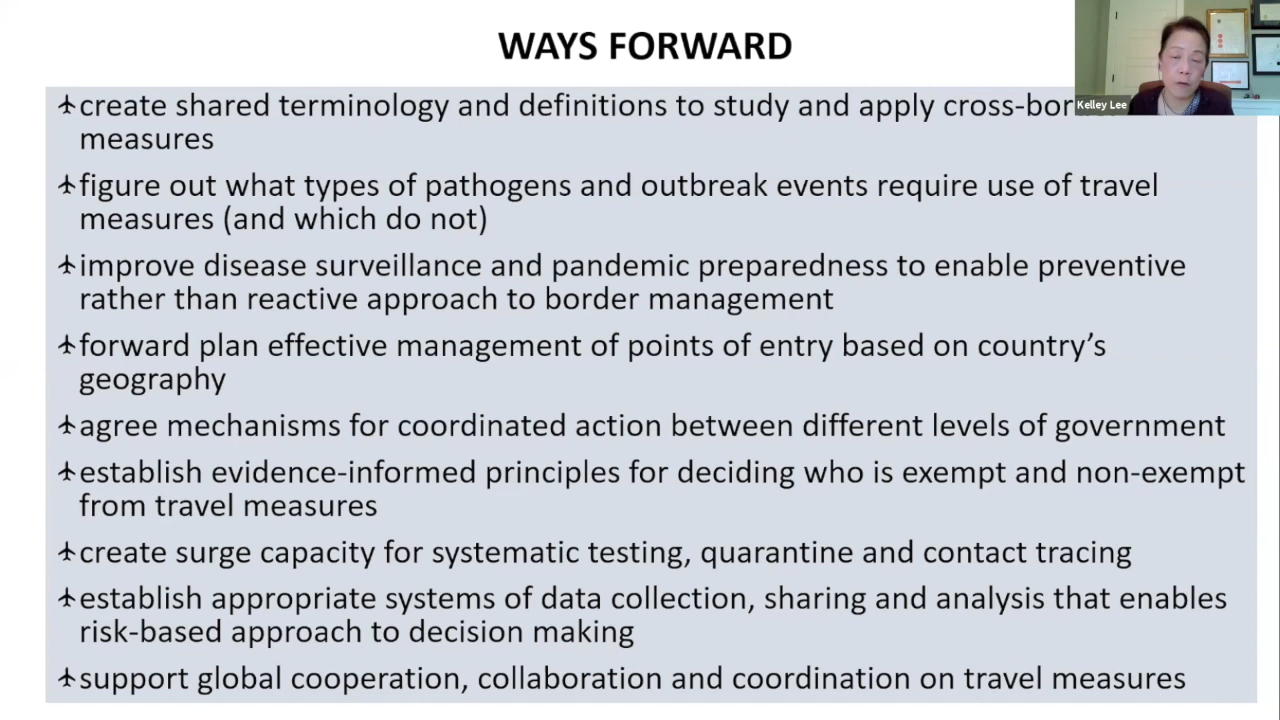 WAYS FORWARD
Kelley Lee
create shared terminology and definitions to study and apply
measures
figure out what types of pathogens and outbreak events require use of travel
measures (and which do not)
improve disease surveillance and pandemic preparedness to enable preventive
rather than reactive approach to border management
forward plan effective management of points of entry based on country’s
geography
agree mechanisms for coordinated action between different levels of government
establish evidence-informed principles for deciding who is exempt and non-exempt
from travel measures
create surge capacity for systematic testing, quarantine and contact tracing
establish appropriate systems of data collection, sharing and analysis that enables
risk-based approach to decision making
support global cooperation, collaboration and coordination on travel measures